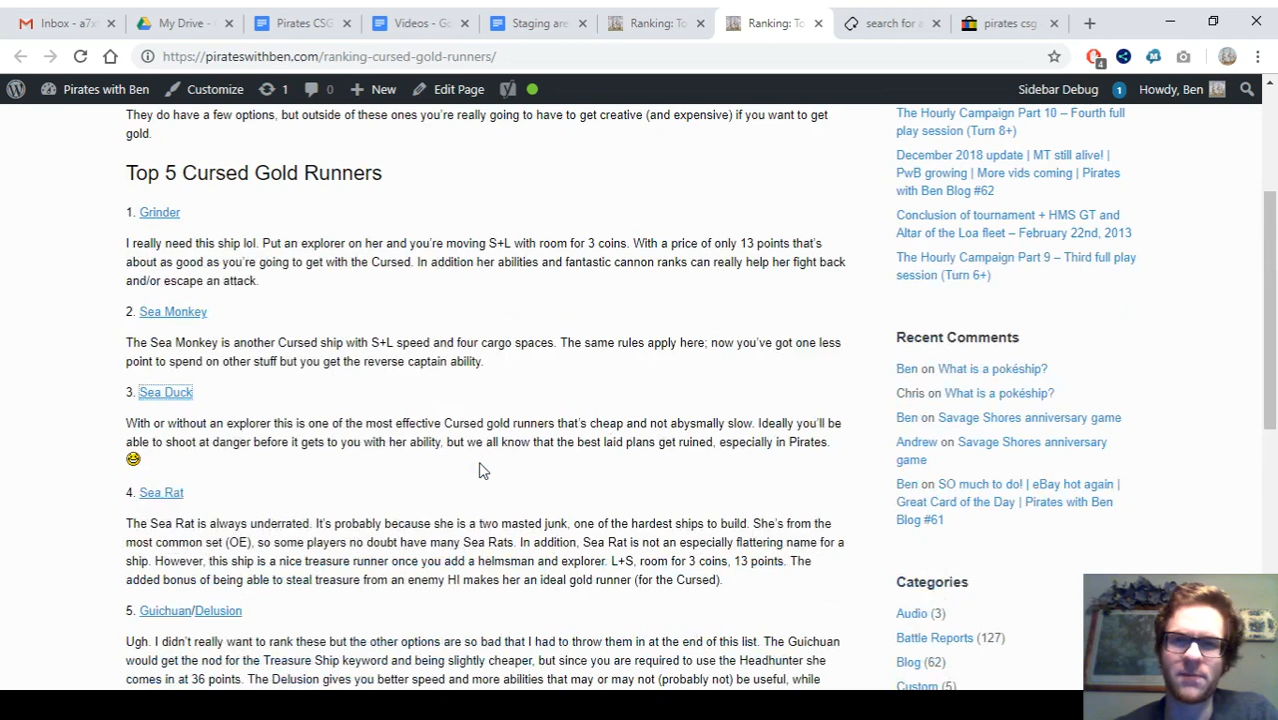 Inbox - a7x
My Drive -
Pirates CSG
Videos - Go
Staging are
Ranking: To
Ranking: To
search for a
pirates csg
https://pirateswithben.com/ranking-cursed-gold-runners/
4
Pirates with Ben Customize 1 0 New Edit Page Sidebar Debug 1 Howdy, Ben
They do have a few options, but outside of these ones you're really going to have to get creative (and expensive) if you want to get
gold.
Top 5 Cursed Gold Runners
1. Grinder
I really need this ship lol. Put an explorer on her and you're moving S+L with room for 3 coins. With a price of only 13 points that's
about as good as you're going to get with the Cursed. In addition her abilities and fantastic cannon ranks can really help her fight back
and/or escape an attack.
2. Sea Monkey
The Sea Monkey is another Cursed ship with S+L speed and four cargo spaces. The same rules apply here; now you've got one less
point to spend on other stuff but you get the reverse captain ability.
3. Sea Duck
With or without an explorer this is one of the most effective Cursed gold runners that's cheap and not abysmally slow. Ideally you'll be
able to shoot at danger before it gets to you with her ability, but we all know that the best laid plans get ruined, especially in Pirates.
4. Sea Rat
The Sea Rat is always underrated. It's probably because she is a two masted junk, one of the hardest ships to build. She's from the
most common set (OE), so some players no doubt have many Sea Rats. In addition, Sea Rat is not an especially flattering name for a
ship. However, this ship is a nice treasure runner once you add a helmsman and explorer. L+S, room for 3 coins, 13 points. The
added bonus of being able to steal treasure from an enemy HI makes her an ideal gold runner (for the Cursed).
5. Guichuan/Delusion
Ugh. I didn't really want to rank these but the other options are so bad that I had to throw them in at the end of this list. The Guichuan
would get the nod for the Treasure Ship keyword and being slightly cheaper, but since you are required to use the Headhunter she
comes in at 36 points. The Delusion gives you better speed and more abilities that may or may not (probably not) be useful, while
The Hourly Campaign Part 10 – Fourth full
play session (Turn 8+)
December 2018 update | MT still alive! |
PwB growing | More vids coming | Pirates
with Ben Blog #62
Conclusion of tournament + HMS GT and
Altar of the Loa fleet – February 22nd, 2013
The Hourly Campaign Part 9 – Third full play
session (Turn 6+)
Recent Comments
Ben on What is a pokéship?
Chris on What is a pokéship?
Ben on Savage Shores anniversary game
Andrew on Savage Shores anniversary
game
Ben on SO much to do! | eBay hot again |
Great Card of the Day | Pirates with Ben
Blog #61
Categories
Audio (3)
Battle Reports (127)
Blog (62)
Custom (5)